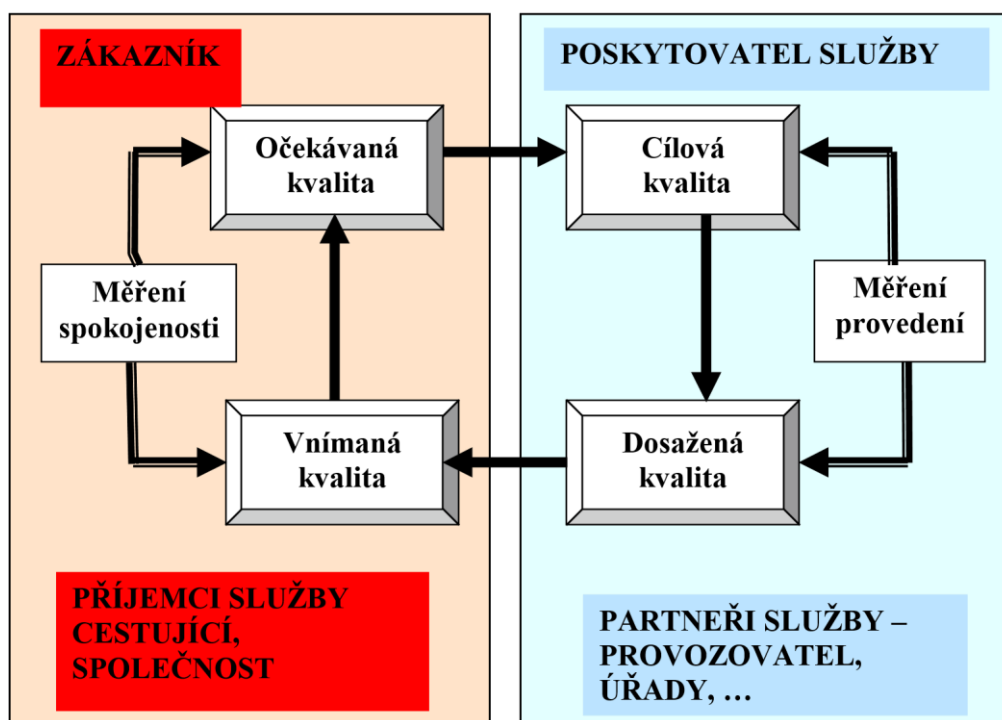 ZÁKAZNÍK
POSKYTOVATEL SLUŽBY
Očekávaná
kvalita
Cílová
kvalita
Měření
spokojenosti
Měření
provedení
Vnímaná
kvalita
Dosažená
kvalita
PŘÍJEMCI SLUŽBY
CESTUJÍCÍ,
SPOLEČNOST
PARTNEŘI SLUŽBY –
PROVOZOVATEL,
ÚŘADY, …